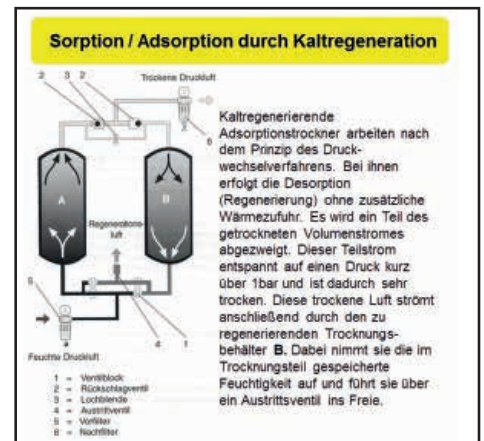 Sorption / Adsorption durch Kaltregeneration
2 3 2
Trockene Druckluft
6
A
B
Regenerations-
luft
5
4
1
Feuchte Druckluft
1 = Ventilblock
2 = Rückschlagventil
3 = Lochblende
4 = Austrittventil
5 = Vorfilter
6 = Nachfilter
Kaltregenerierende
Adsorptionstrockner arbeiten nach
dem Prinzip des Druck-
wechselverfahrens. Bei ihnen
erfolgt die Desorption
(Regenerierung) ohne zusätzliche
Wärmezufuhr. Es wird ein Teil des
getrockneten Volumenstromes
abgezweigt. Dieser Teilstrom
entspannt auf einen Druck kurz
über 1bar und ist dadurch sehr
trocken. Diese trockene Luft strömt
anschließend durch den zu
regenerierenden Trocknungs-
behälter B. Dabei nimmt sie die im
Trocknungsteil gespeicherte
Feuchtigkeit auf und führt sie über
ein Austrittsventil ins Freie.